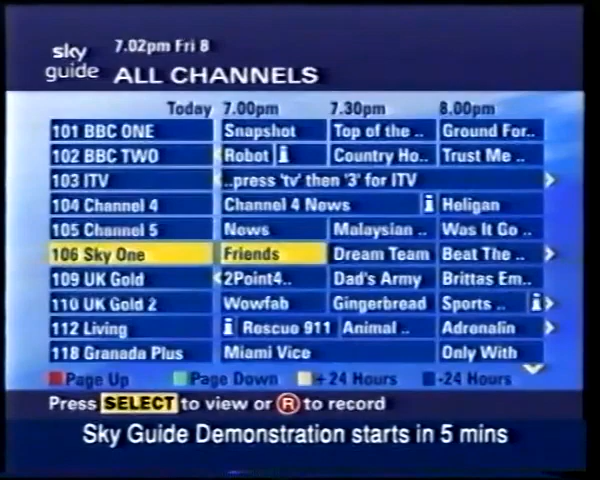 sky guide
7.02pm Fri 8
ALL CHANNELS
Today 7.00pm 7.30pm 8.00pm
101 BBC ONE Snapshot Top of the .. Ground For..
102 BBC TWO Robot i Country Ho.. Trust Me ..
103 ITV ..press 'tv' then '3' for ITV
104 Channel 4 Channel 4 News i Heligan
105 Channel 5 News Malaysian .. Was It Go ..
106 Sky One Friends Dream Team Beat The ..
109 UK Gold 2Point4.. Dad's Army Brittas Em..
110 UK Gold 2 Wowfab Gingerbread Sports .. i
112 Living i Rescue 911 Animal .. Adrenalin
118 Granada Plus Miami Vice Only With
Page Up Page Down +24 Hours -24 Hours
Press SELECT to view or R to record
Sky Guide Demonstration starts in 5 mins